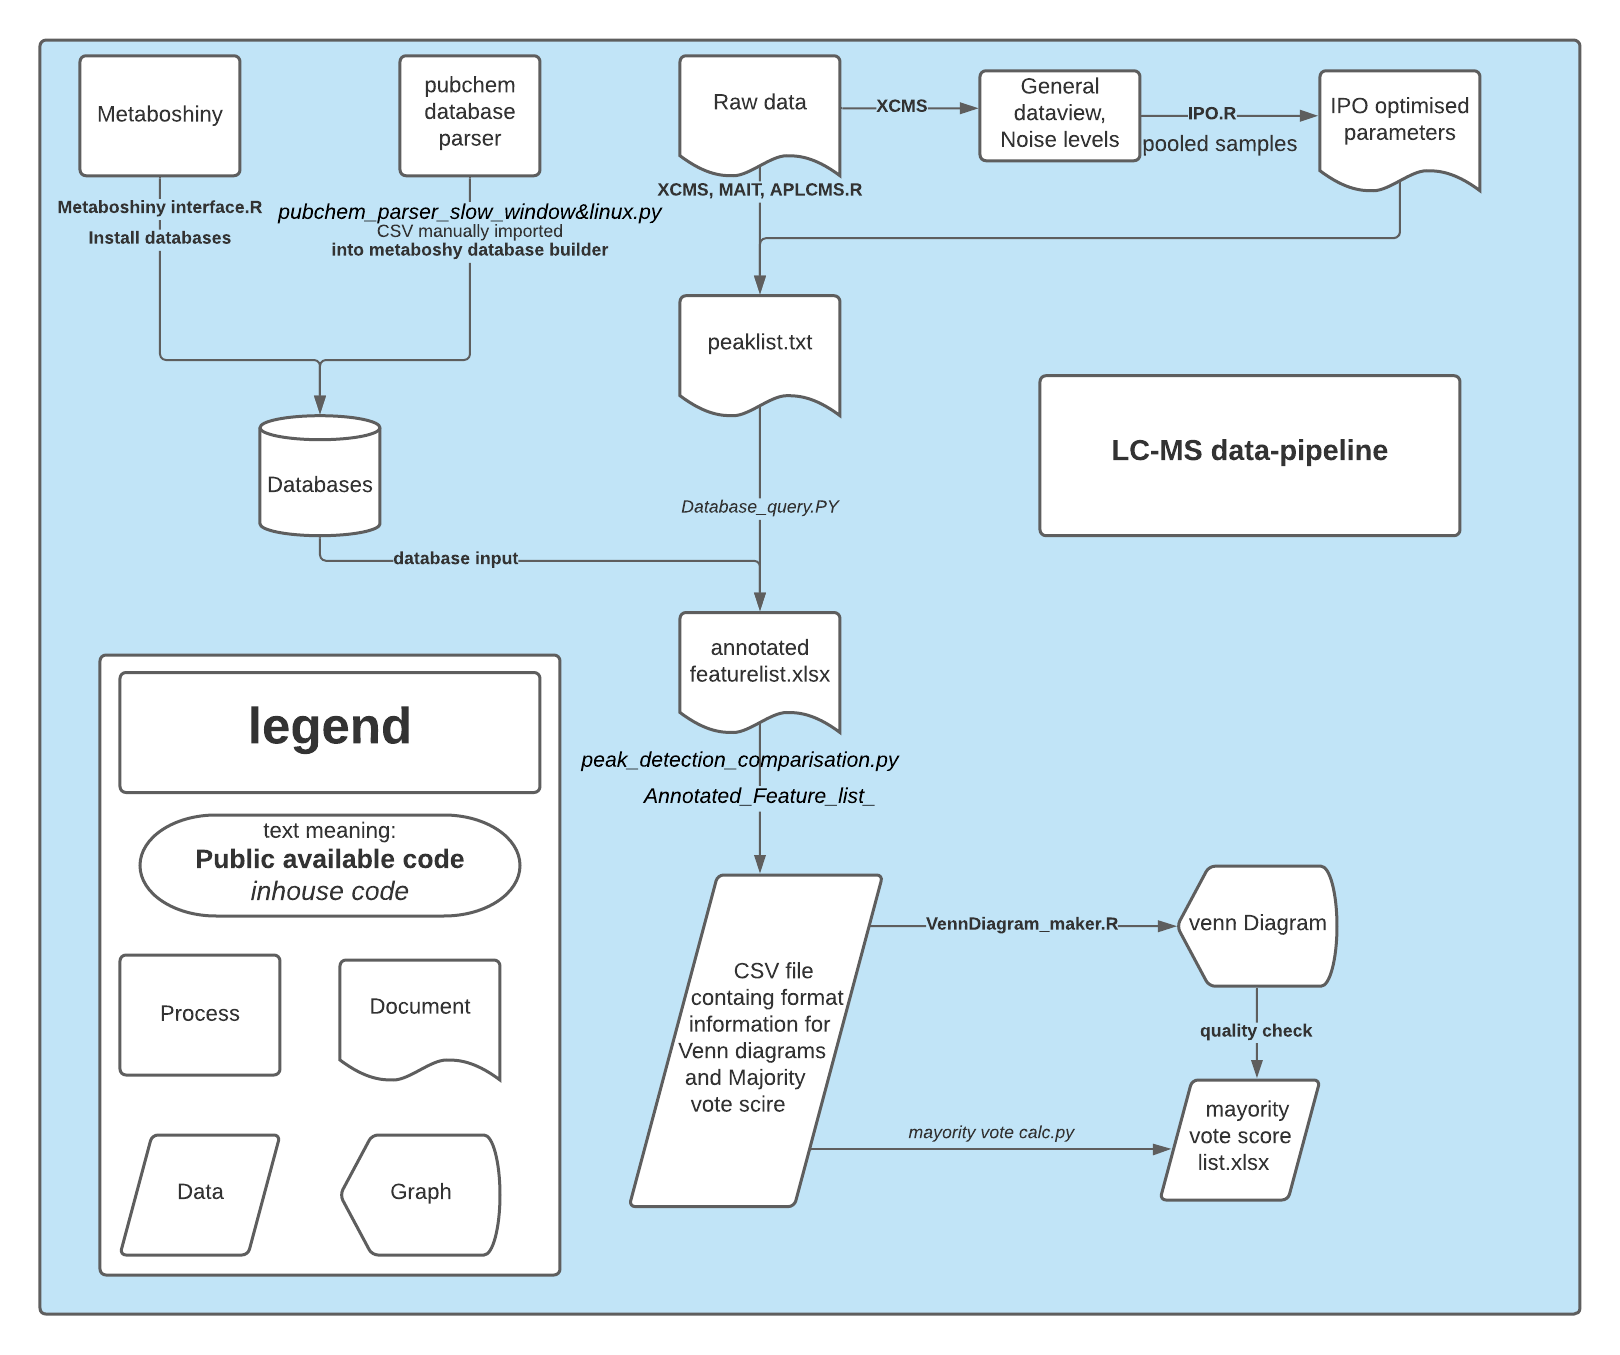 Metaboshiny
pubchem
database
parser
Raw data
XCMS
General
dataview,
Noise levels
IPO.R
pooled samples
IPO optimised
parameters
Metaboshiny interface.R
Install databases
pubchem_parser_slow_window&linux.py
CSV manually imported
into metaboshy database builder
XCMS, MAIT, APLCMS.R
peaklist.txt
LC-MS data-pipeline
Databases
Database_query.PY
database input
annotated
featurelist.xlsx
peak_detection_comparisation.py
Annotated_Feature_list_
legend
text meaning:
Public available code
inhouse code
Process
Document
Data
Graph
CSV file
containg format
information for
Venn diagrams
and Majority
vote scire
VennDiagram_maker.R
venn Diagram
quality check
mayority vote calc.py
mayority
vote score
list.xlsx